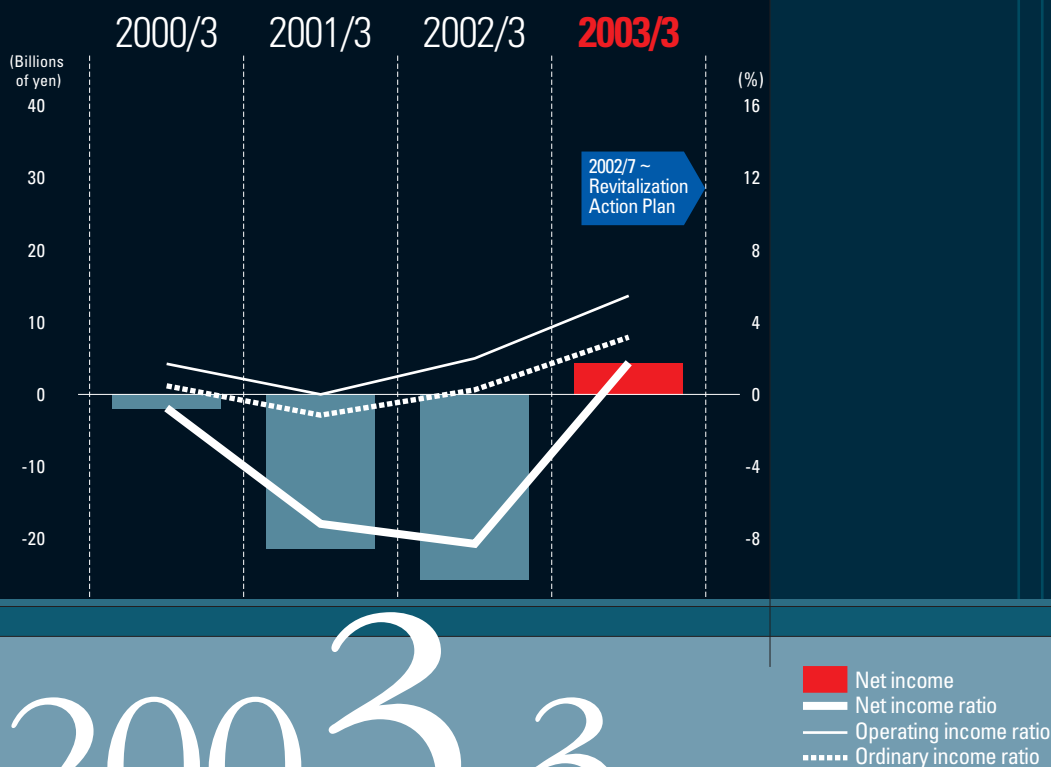 2000/3 2001/3 2002/3 2003/3
(Billions
of yen)
(%)
40 16
30 12
20 8
10 4
0 0
-10 -4
-20 -8
2002/7 ~
Revitalization
Action Plan
2003 3
Net income
Net income ratio
Operating income ratio
Ordinary income ratio